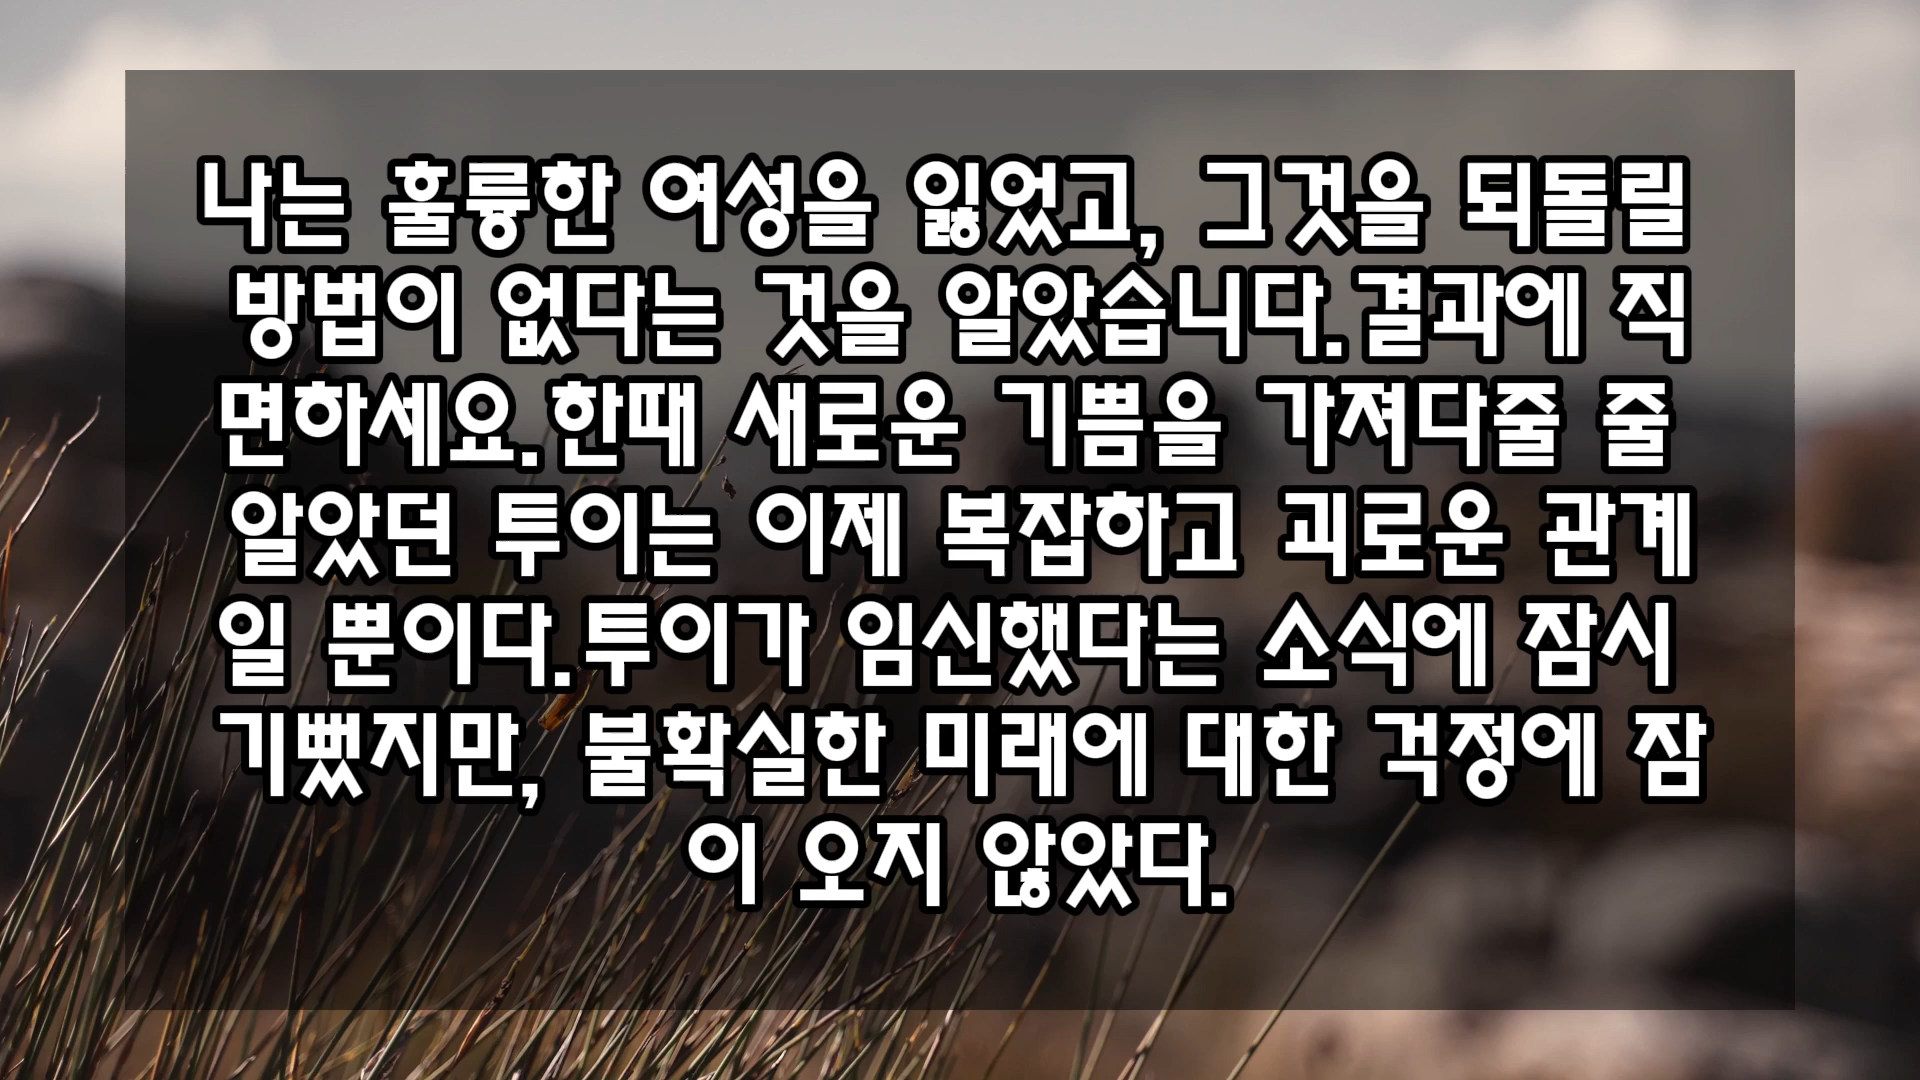 나는 훌륭한 여성을 잃었고, 그것을 되돌릴
방법이 없다는 것을 알았습니다.결과에 직
면하세요.한때 새로운 기쁨을 가져다줄 줄
알았던 투이는 이제 복잡하고 괴로운 관계
일 뿐이다.투이가 임신했다는 소식에 잠시
기뻤지만, 불확실한 미래에 대한 걱정에 잠
이 오지 않았다.